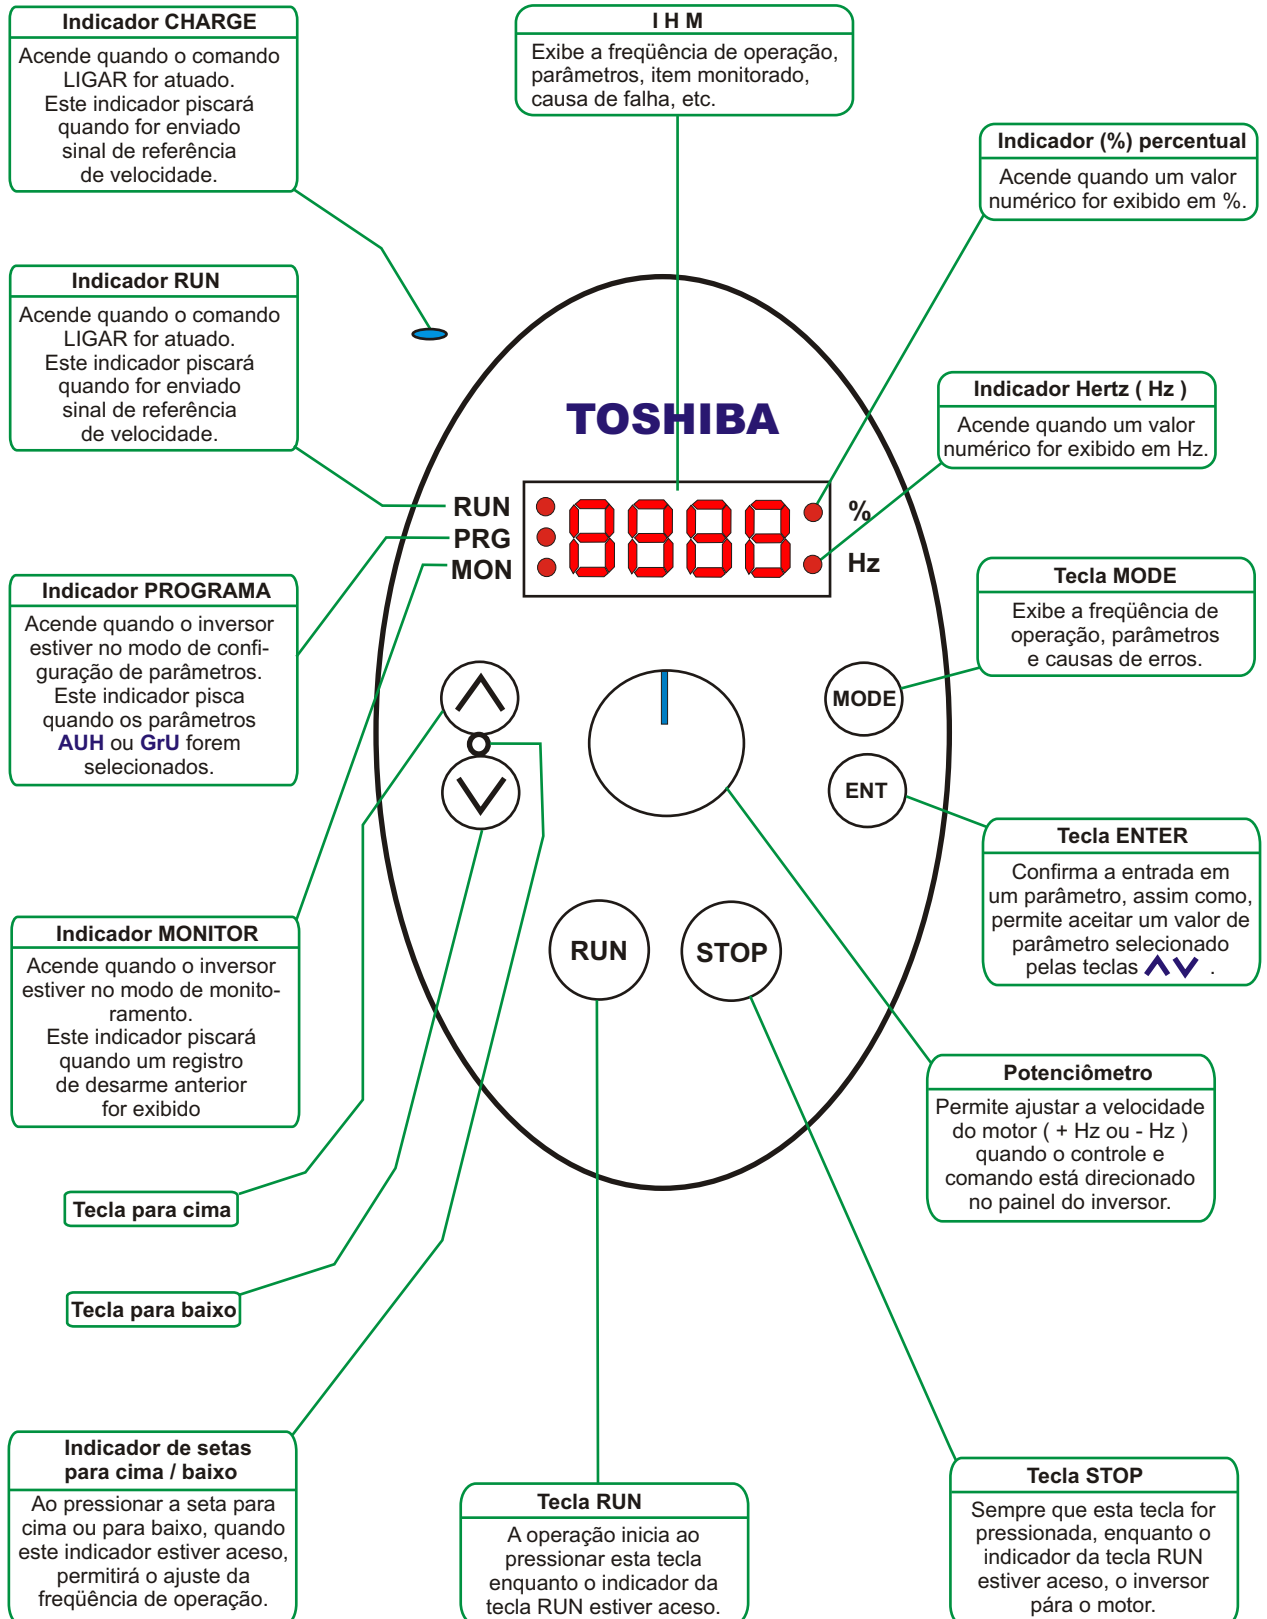 Indicador CHARGE
Acende quando o comando
LIGAR for atuado.
Este indicador piscará
quando for enviado
sinal de referência
de velocidade.
I H M
Exibe a freqüência de operação,
parâmetros, item monitorado,
causa de falha, etc.
Indicador (%) percentual
Acende quando um valor
numérico for exibido em %.
Indicador RUN
Acende quando o comando
LIGAR for atuado.
Este indicador piscará
quando for enviado
sinal de referência
de velocidade.
Indicador Hertz ( Hz )
Acende quando um valor
numérico for exibido em Hz.
TOSHIBA
RUN
PRG
MON
8888
%
Hz
Indicador PROGRAMA
Acende quando o inversor
estiver no modo de confi-
guração de parâmetros.
Este indicador pisca
quando os parâmetros
AUH ou GrU forem
selecionados.
Tecla MODE
Exibe a freqüência de
operação, parâmetros
e causas de erros.
MODE
ENT
Tecla ENTER
Confirma a entrada em
um parâmetro, assim como,
permite aceitar um valor de
parâmetro selecionado
pelas teclas ∧ ∨ .
Indicador MONITOR
Acende quando o inversor
estiver no modo de monito-
ramento.
Este indicador piscará
quando um registro
de desarme anterior
for exibido
RUN
STOP
Potenciômetro
Permite ajustar a velocidade
do motor ( + Hz ou - Hz )
quando o controle e
comando está direcionado
no painel do inversor.
Tecla para cima
Tecla para baixo
Indicador de setas
para cima / baixo
Ao pressionar a seta para
cima ou para baixo, quando
este indicador estiver aceso,
permitirá o ajuste da
freqüência de operação.
Tecla RUN
A operação inicia ao
pressionar esta tecla
enquanto o indicador da
tecla RUN estiver aceso.
Tecla STOP
Sempre que esta tecla for
pressionada, enquanto o
indicador da tecla RUN
estiver aceso, o inversor
pára o motor.